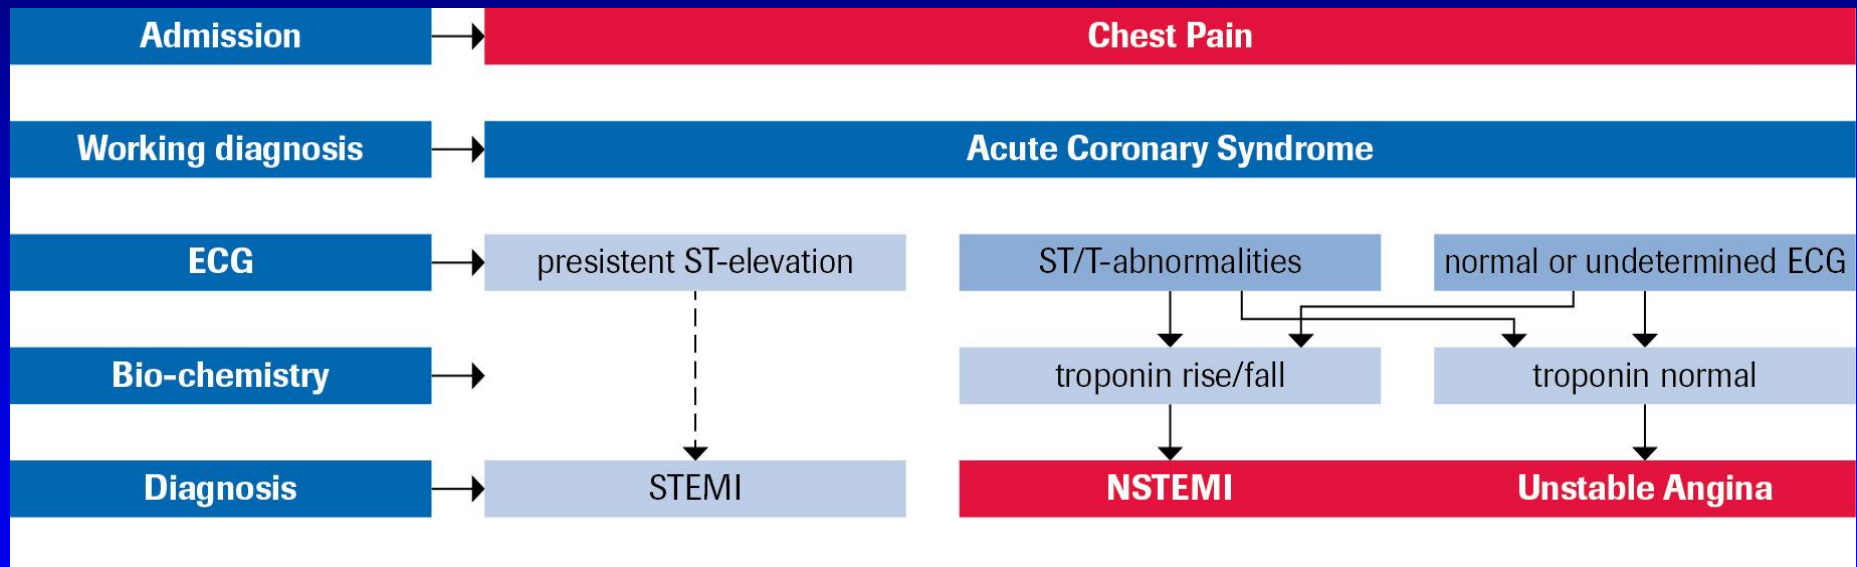 Admission
Chest Pain
Working diagnosis
Acute Coronary Syndrome
ECG
presistent ST-elevation
ST/T-abnormalities
normal or undetermined ECG
Bio-chemistry
troponin rise/fall
troponin normal
Diagnosis
STEMI
NSTEMI
Unstable Angina